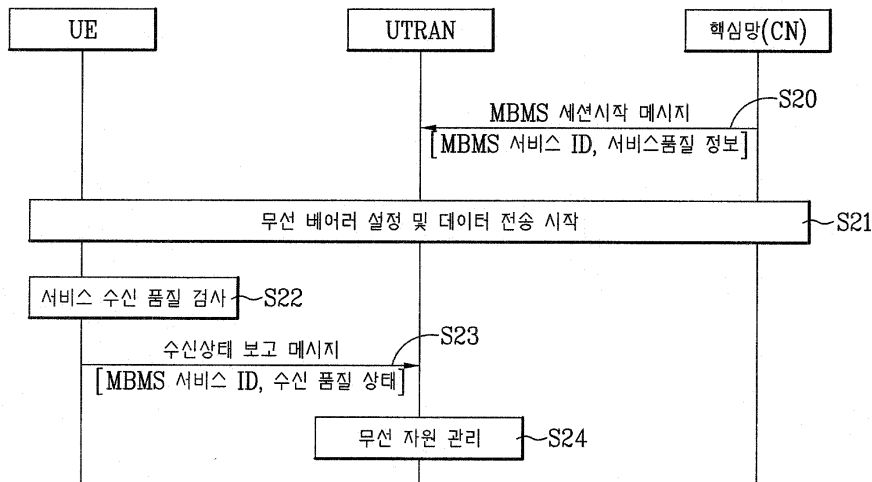 UE
UTRAN
핵심망(CN)
S20
MBMS 세션시작 메시지
[MBMS 서비스 ID, 서비스품질 정보]
무선 베어러 설정 및 데이터 전송 시작
S21
서비스 수신 품질 검사
S22
S23
수신상태 보고 메시지
[MBMS 서비스 ID, 수신 품질 상태]
무선 자원 관리
S24